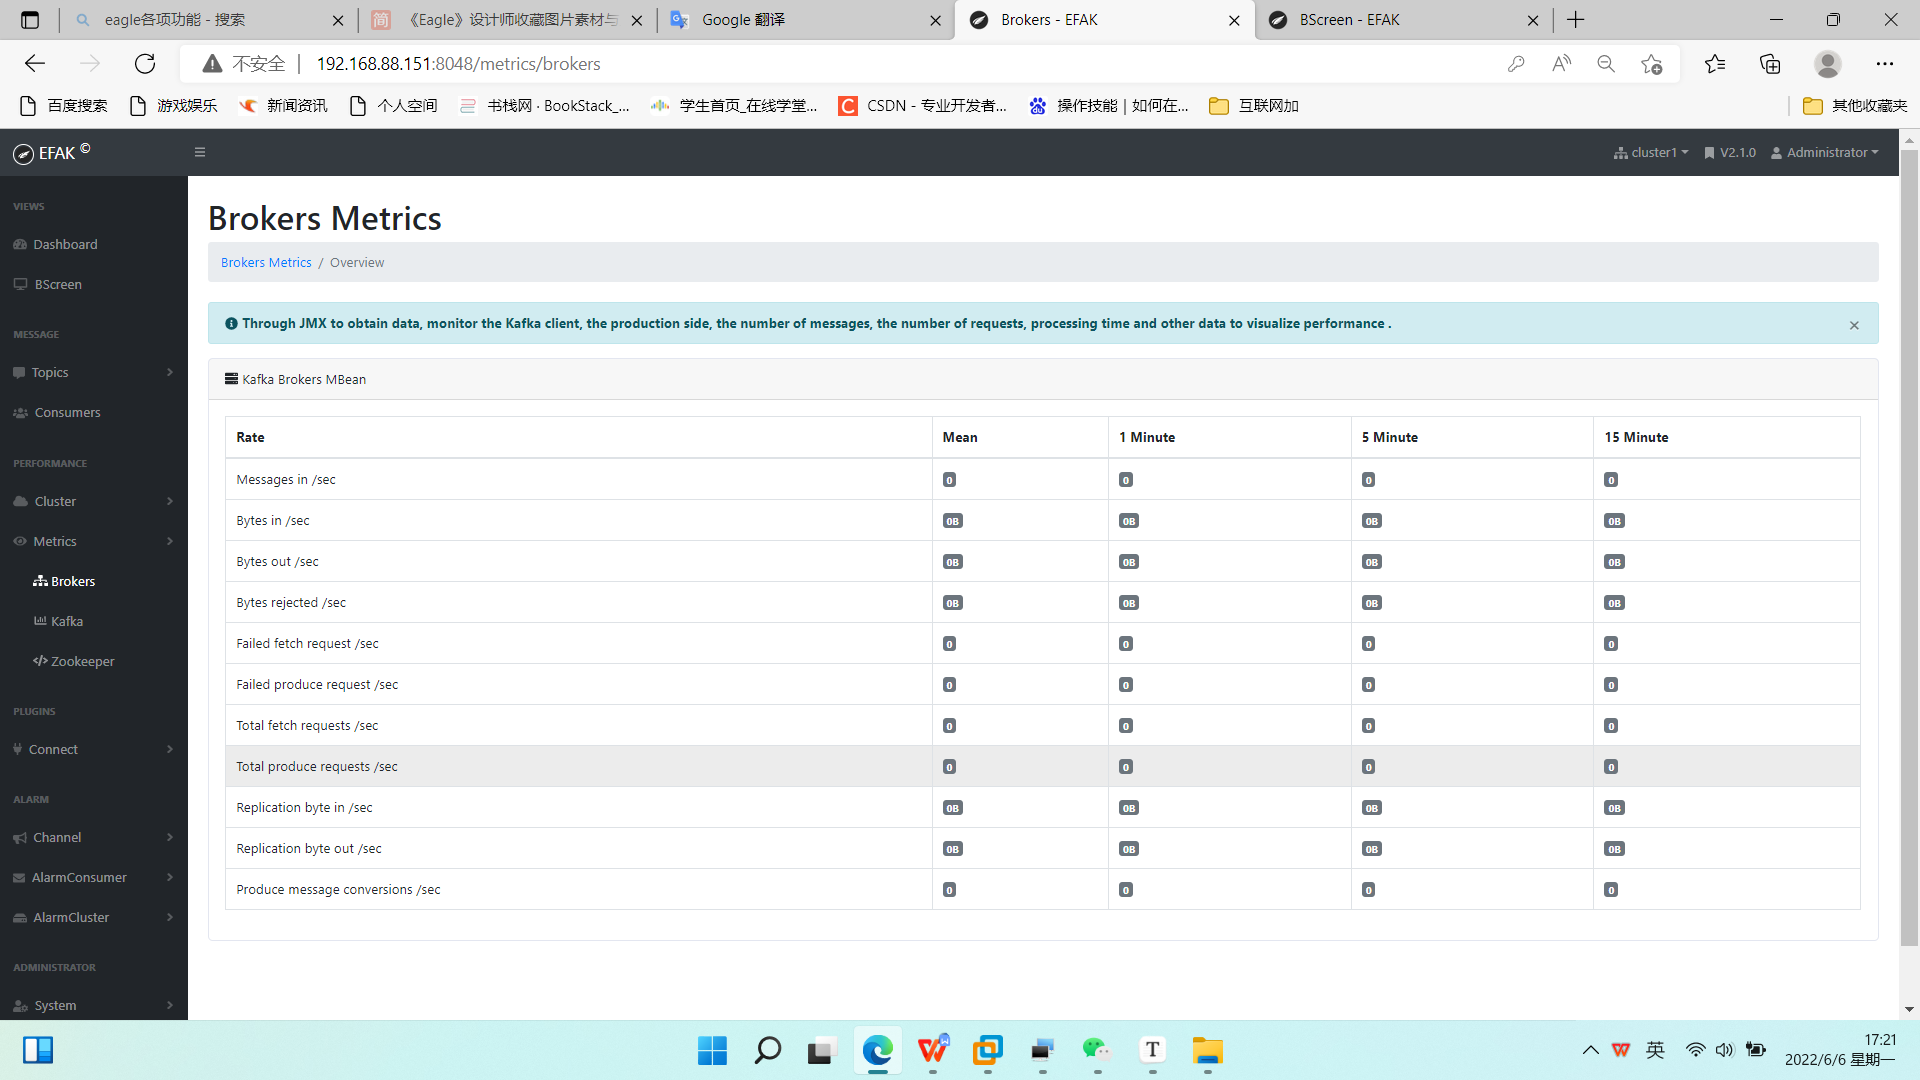 eagle各项功能 - 搜索
《Eagle》设计师收藏图片素材与
Google 翻译
Brokers - EFAK
BScreen - EFAK
不安全 192.168.88.151:8048/metrics/brokers
百度搜索 游戏娱乐 新闻资讯 个人空间 书栈网 · BookStack_... 学生首页_在线学堂... CSDN - 专业开发者... 操作技能 | 如何在... 互联网加 其他收藏夹
EFAK © cluster1 V2.1.0 Administrator
VIEWS
Dashboard
BScreen
MESSAGE
Topics
Consumers
PERFORMANCE
Cluster
Metrics
Brokers
Kafka
Zookeeper
PLUGINS
Connect
ALARM
Channel
AlarmConsumer
AlarmCluster
ADMINISTRATOR
System
Brokers Metrics
Brokers Metrics / Overview
Through JMX to obtain data, monitor the Kafka client, the production side, the number of messages, the number of requests, processing time and other data to visualize performance . ×
Kafka Brokers MBean
Rate Mean 1 Minute 5 Minute 15 Minute
Messages in /sec 0 0 0 0
Bytes in /sec 0B 0B 0B 0B
Bytes out /sec 0B 0B 0B 0B
Bytes rejected /sec 0B 0B 0B 0B
Failed fetch request /sec 0 0 0 0
Failed produce request /sec 0 0 0 0
Total fetch requests /sec 0 0 0 0
Total produce requests /sec 0 0 0 0
Replication byte in /sec 0B 0B 0B 0B
Replication byte out /sec 0B 0B 0B 0B
Produce message conversions /sec 0 0 0 0
英
17:21
2022/6/6 星期一